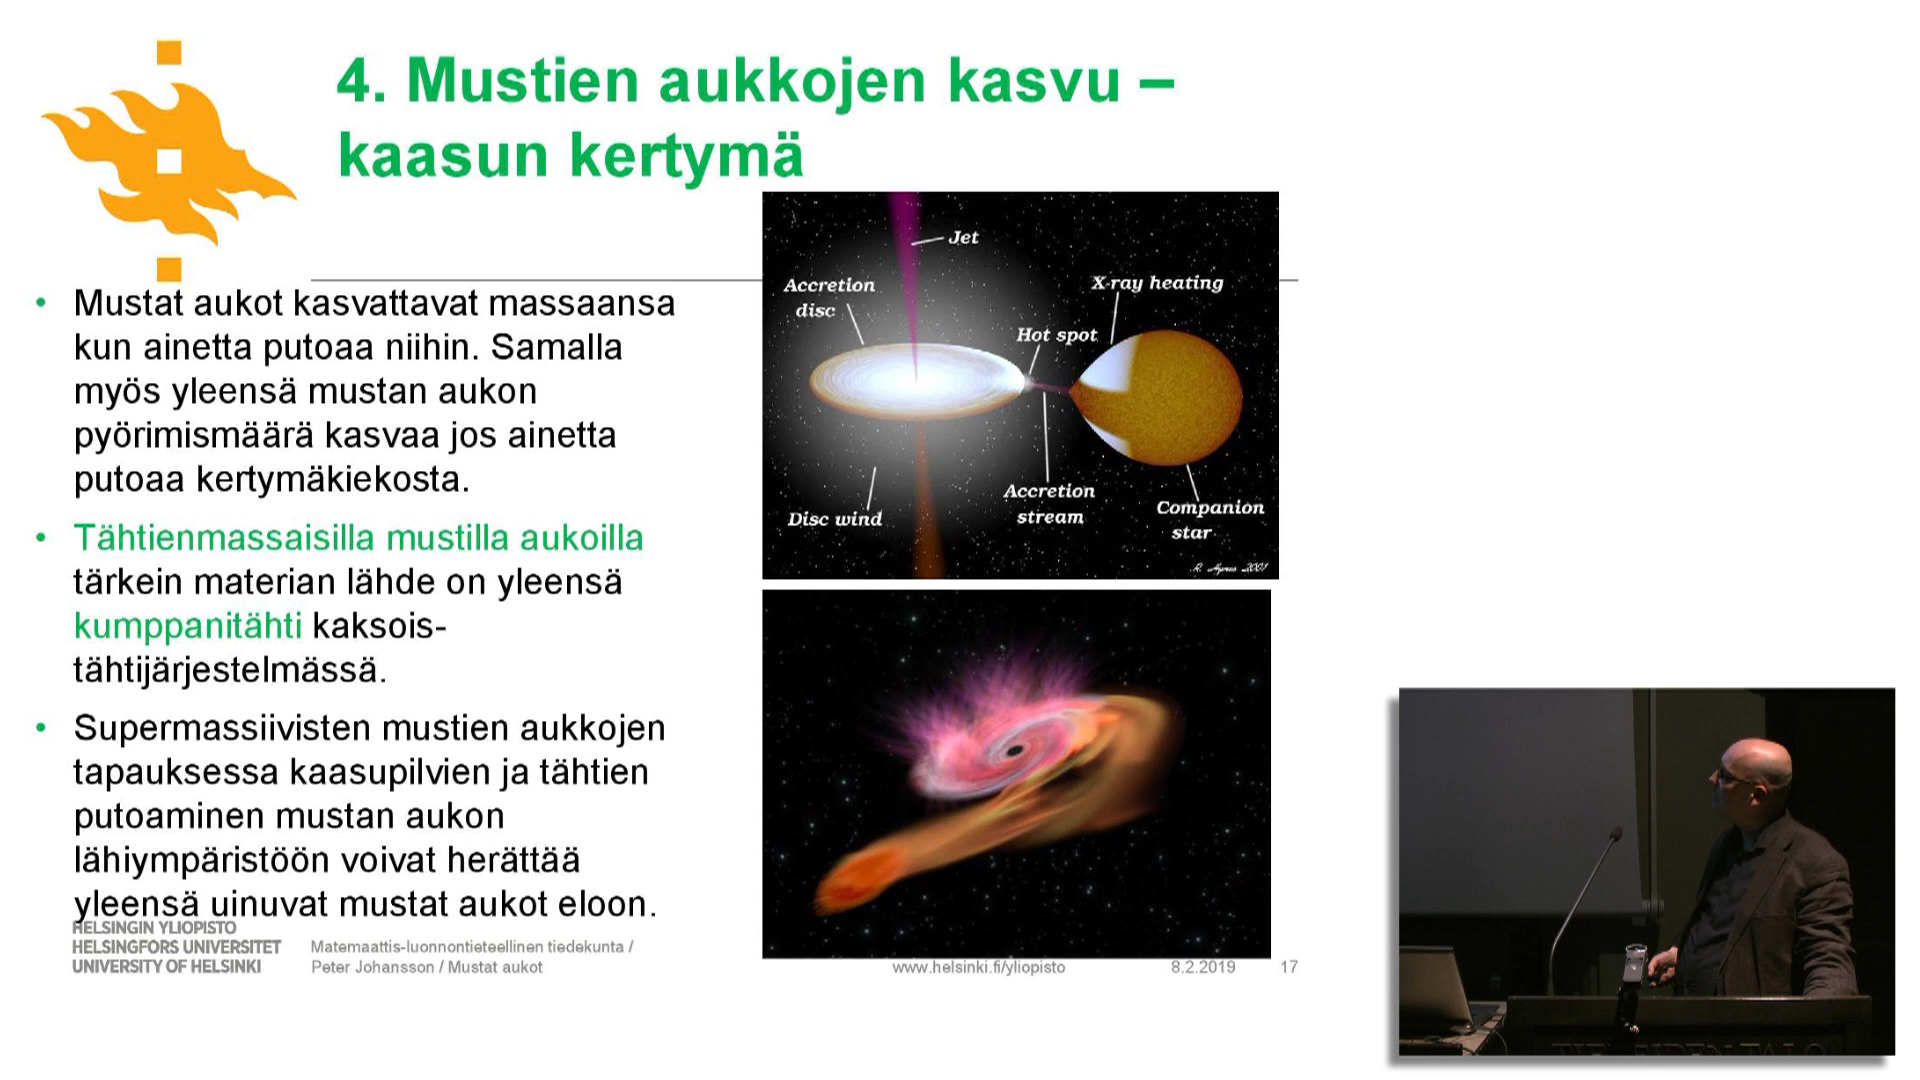 4. Mustien aukkojen kasvu –
kaasun kertymä
• Mustat aukot kasvattavat massaansa
kun ainetta putoaa niihin. Samalla
myös yleensä mustan aukon
pyörimismäärä kasvaa jos ainetta
putoaa kertymäkiekosta.
• Tähtienmassaisilla mustilla aukoilla
tärkein materian lähde on yleensä
kumppanitähti kaksois-
tähtijärjestelmässä.
• Supermassiivisten mustien aukkojen
tapauksessa kaasupilvien ja tähtien
putoaminen mustan aukon
lähiympäristöön voivat herättää
yleensä uinuvat mustat aukot eloon.
Jet
Accretion
disc
X-ray heating
Hot spot
Accretion
stream
Companion
star
Disc wind
R. Hynes 2001
HELSINGIN YLIOPISTO
HELSINGFORS UNIVERSITET
UNIVERSITY OF HELSINKI
Matemaattis-luonnontieteellinen tiedekunta /
Peter Johansson / Mustat aukot
www.helsinki.fi/yliopisto
8.2.2019
17